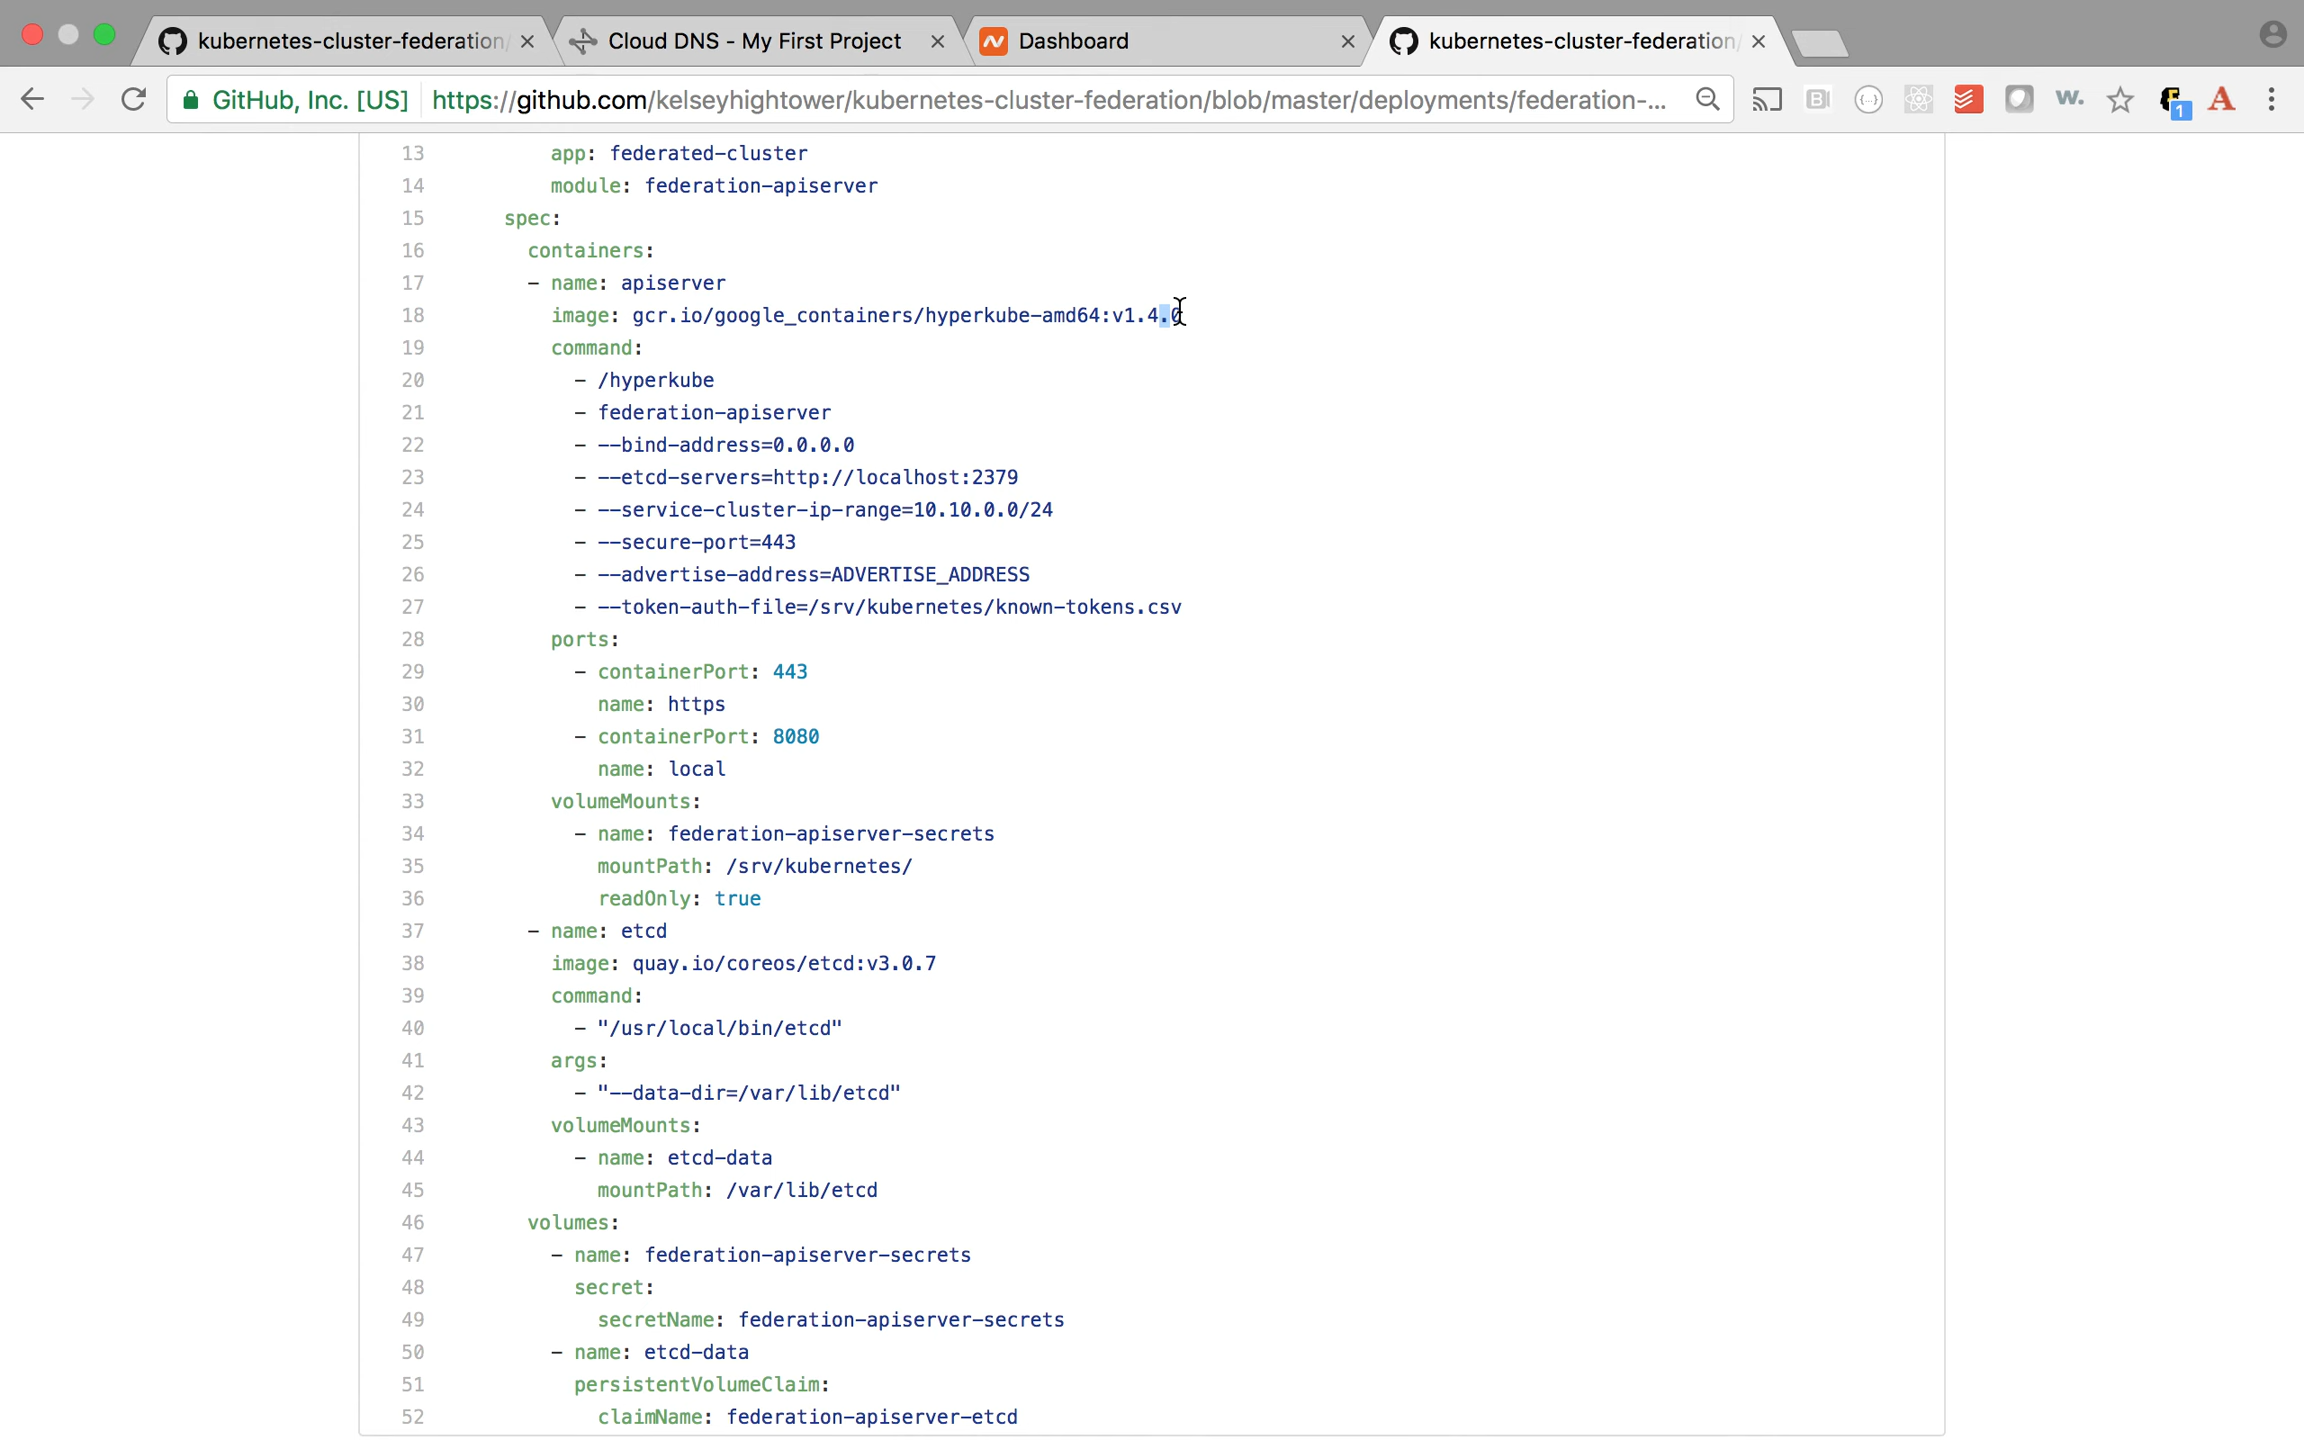 kubernetes-cluster-federation/
Cloud DNS - My First Project
Dashboard
kubernetes-cluster-federation/
GitHub, Inc. [US] https://github.com/kelseyhightower/kubernetes-cluster-federation/blob/master/deployments/federation-...
B|
{...}
w.
1
A
13 app: federated-cluster
14 module: federation-apiserver
15 spec:
16 containers:
17 - name: apiserver
18 image: gcr.io/google_containers/hyperkube-amd64:v1.4.0
19 command:
20 - /hyperkube
21 - federation-apiserver
22 - --bind-address=0.0.0.0
23 - --etcd-servers=http://localhost:2379
24 - --service-cluster-ip-range=10.10.0.0/24
25 - --secure-port=443
26 - --advertise-address=ADVERTISE_ADDRESS
27 - --token-auth-file=/srv/kubernetes/known-tokens.csv
28 ports:
29 - containerPort: 443
30 name: https
31 - containerPort: 8080
32 name: local
33 volumeMounts:
34 - name: federation-apiserver-secrets
35 mountPath: /srv/kubernetes/
36 readOnly: true
37 - name: etcd
38 image: quay.io/coreos/etcd:v3.0.7
39 command:
40 - "/usr/local/bin/etcd"
41 args:
42 - "--data-dir=/var/lib/etcd"
43 volumeMounts:
44 - name: etcd-data
45 mountPath: /var/lib/etcd
46 volumes:
47 - name: federation-apiserver-secrets
48 secret:
49 secretName: federation-apiserver-secrets
50 - name: etcd-data
51 persistentVolumeClaim:
52 claimName: federation-apiserver-etcd